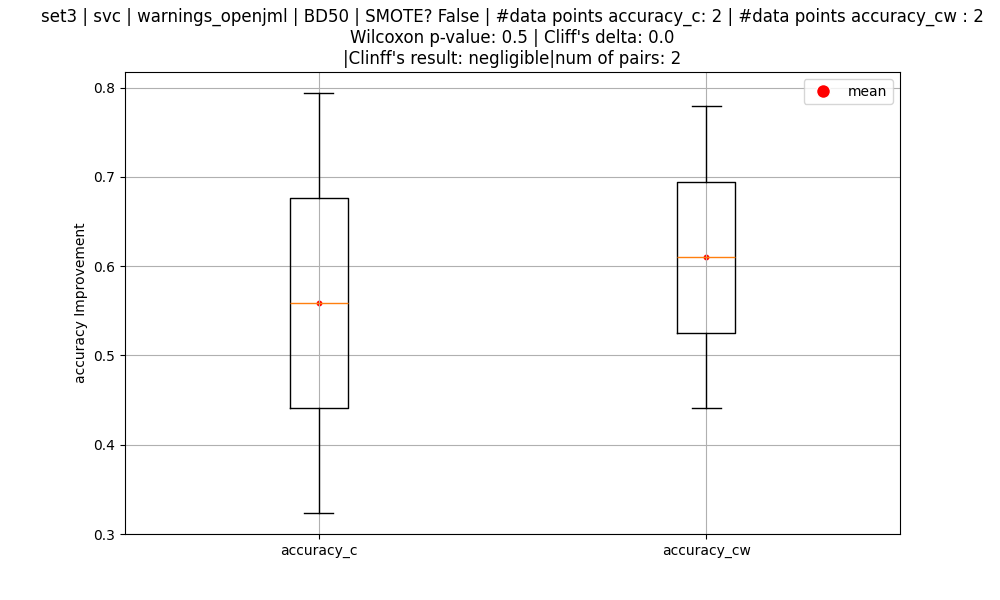 set3 | svc | warnings_openjml | BD50 | SMOTE? False | #data points accuracy_c: 2 | #data points accuracy_cw : 2
Wilcoxon p-value: 0.5 | Cliff's delta: 0.0
|Clinff's result: negligible|num of pairs: 2
mean
0.8
0.7
0.6
0.5
0.4
0.3
accuracy Improvement
accuracy_c
accuracy_cw